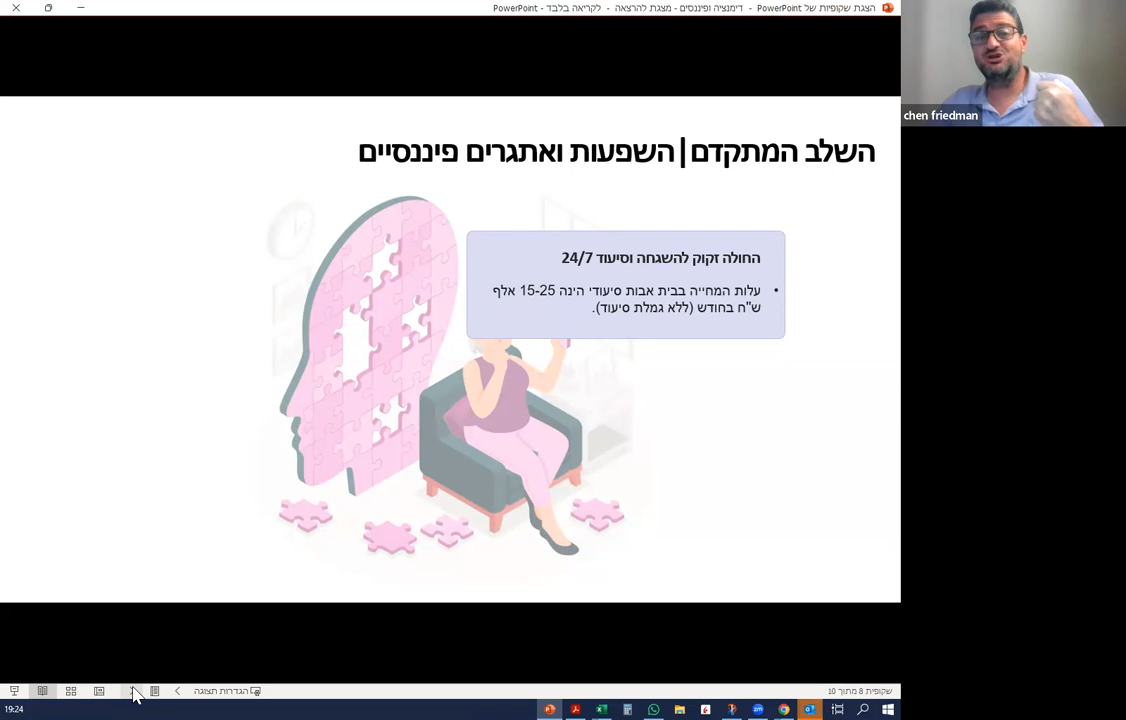 הצגת שקופיות של PowerPoint - דימנציה ופיננסים - מצגת להרצאה - לקריאה בלבד - PowerPoint
chen friedman
השלב המתקדם|השפעות ואתגרים פיננסיים
החולה זקוק להשגחה וסיעוד 24/7
• עלות המחייה בבית אבות סיעודי הינה 15-25 אלף
ש"ח בחודש (ללא גמלת סיעוד).
שקופית 8 מתוך 10
הגדרות תצוגה
19:24